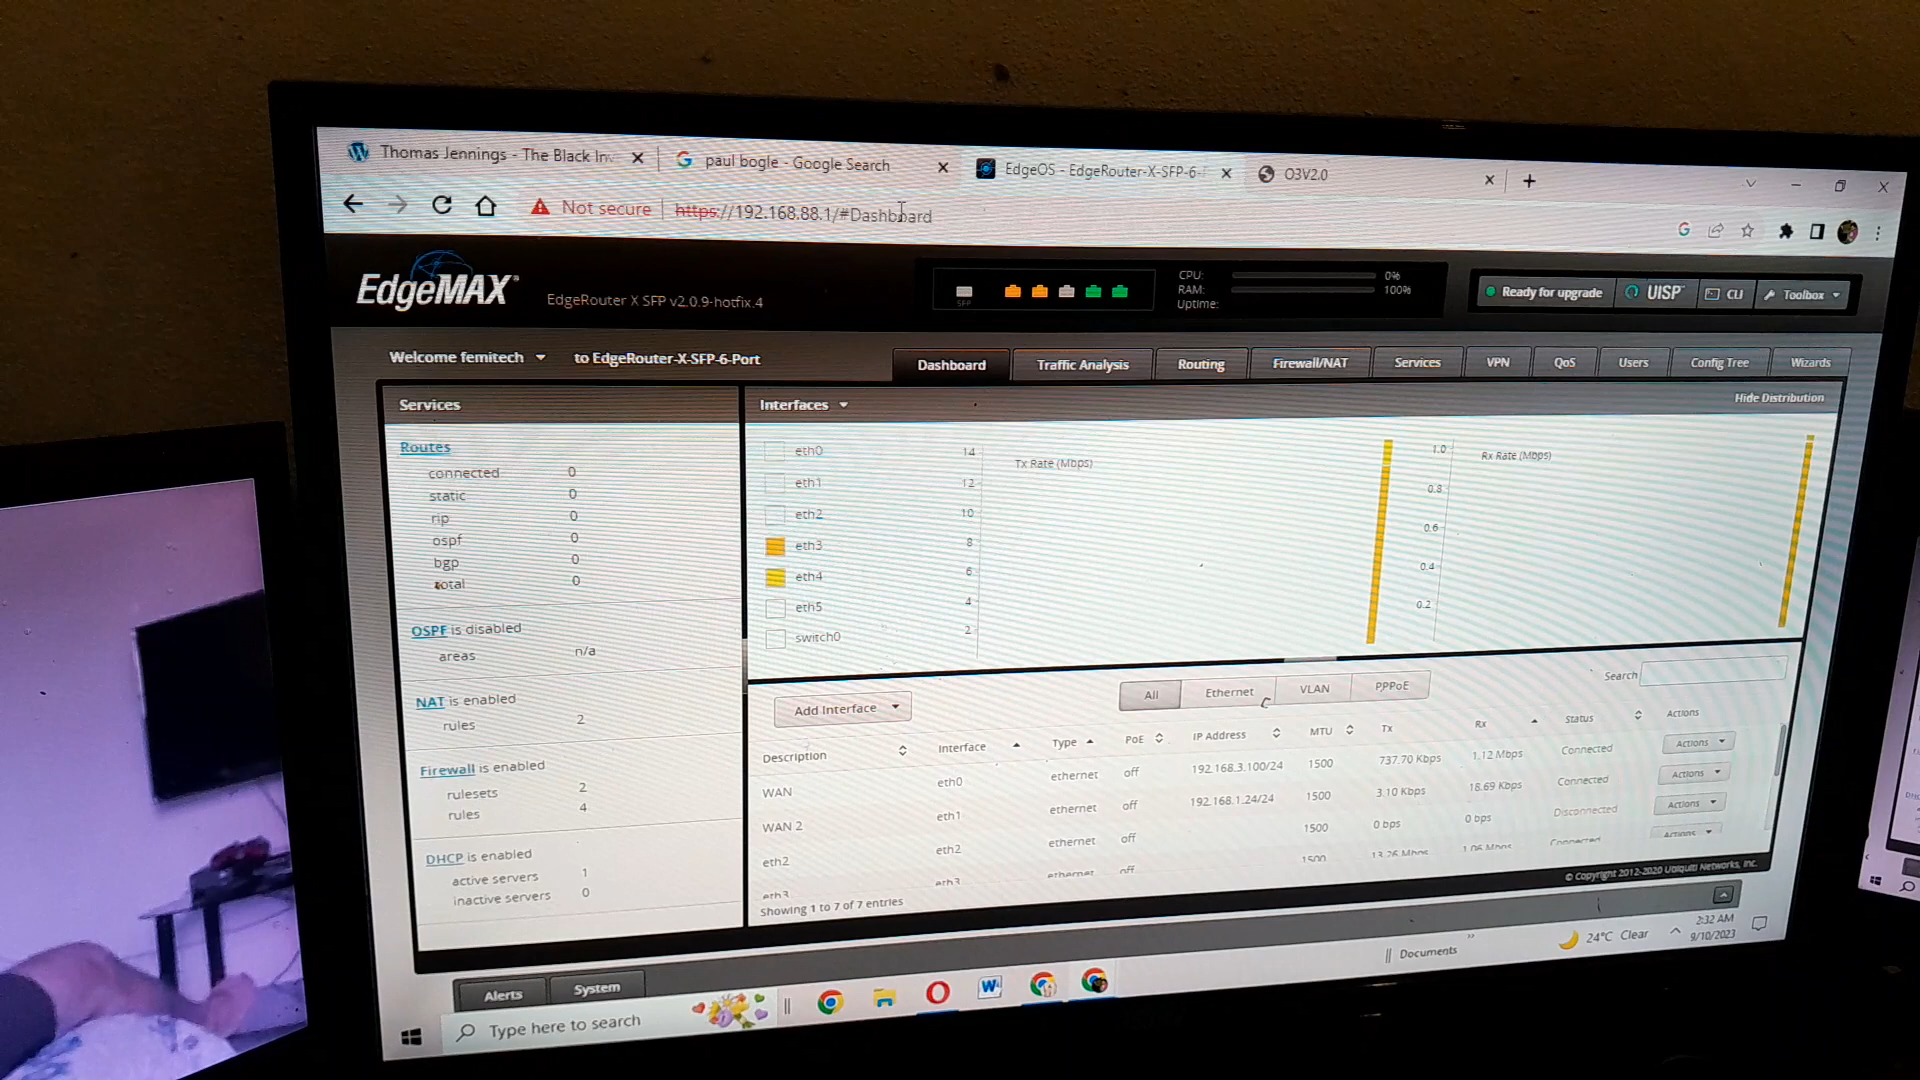 Thomas Jennings - The Black Inv
paul bogle - Google Search
EdgeOS - EdgeRouter-X-SFP-6-
O3V2.0
Not secure | https://192.168.88.1/#Dashboard
EdgeMAX
EdgeRouter X SFP v2.0.9-hotfix.4
SFP
CPU: 0%
RAM: 100%
Uptime:
Ready for upgrade
UISP
CLI
Toolbox
Welcome femitech to EdgeRouter-X-SFP-6-Port
Dashboard Traffic Analysis Routing Firewall/NAT Services VPN QoS Users Config Tree Wizards
Services
Routes
connected 0
static 0
rip 0
ospf 0
bgp 0
total 0
OSPF is disabled
areas n/a
NAT is enabled
rules 2
Firewall is enabled
rulesets 2
rules 4
DHCP is enabled
active servers 1
inactive servers 0
Interfaces
Hide Distribution
eth0
eth1
eth2
eth3
eth4
eth5
switch0
Tx Rate (Mbps)
14
12
10
8
6
4
2
Rx Rate (Mbps)
1.0
0.8
0.6
0.4
0.2
Add Interface
All Ethernet VLAN PPPoE
Search
Description Interface Type PoE IP Address MTU Tx Rx Status Actions
WAN eth0 ethernet off 192.168.3.100/24 1500 737.70 Kbps 1.12 Mbps Connected Actions
WAN 2 eth1 ethernet off 192.168.1.24/24 1500 3.10 Kbps 18.69 Kbps Connected Actions
eth2 eth2 ethernet off 1500 0 bps 0 bps Disconnected Actions
eth3 eth3 ethernet off 1500 13.26 Mbps 1.06 Mbps Connected Actions
Showing 1 to 7 of 7 entries
© Copyright 2012-2020 Ubiquiti Networks, Inc.
Alerts System
Type here to search
Documents
24°C Clear
2:32 AM
9/10/2023